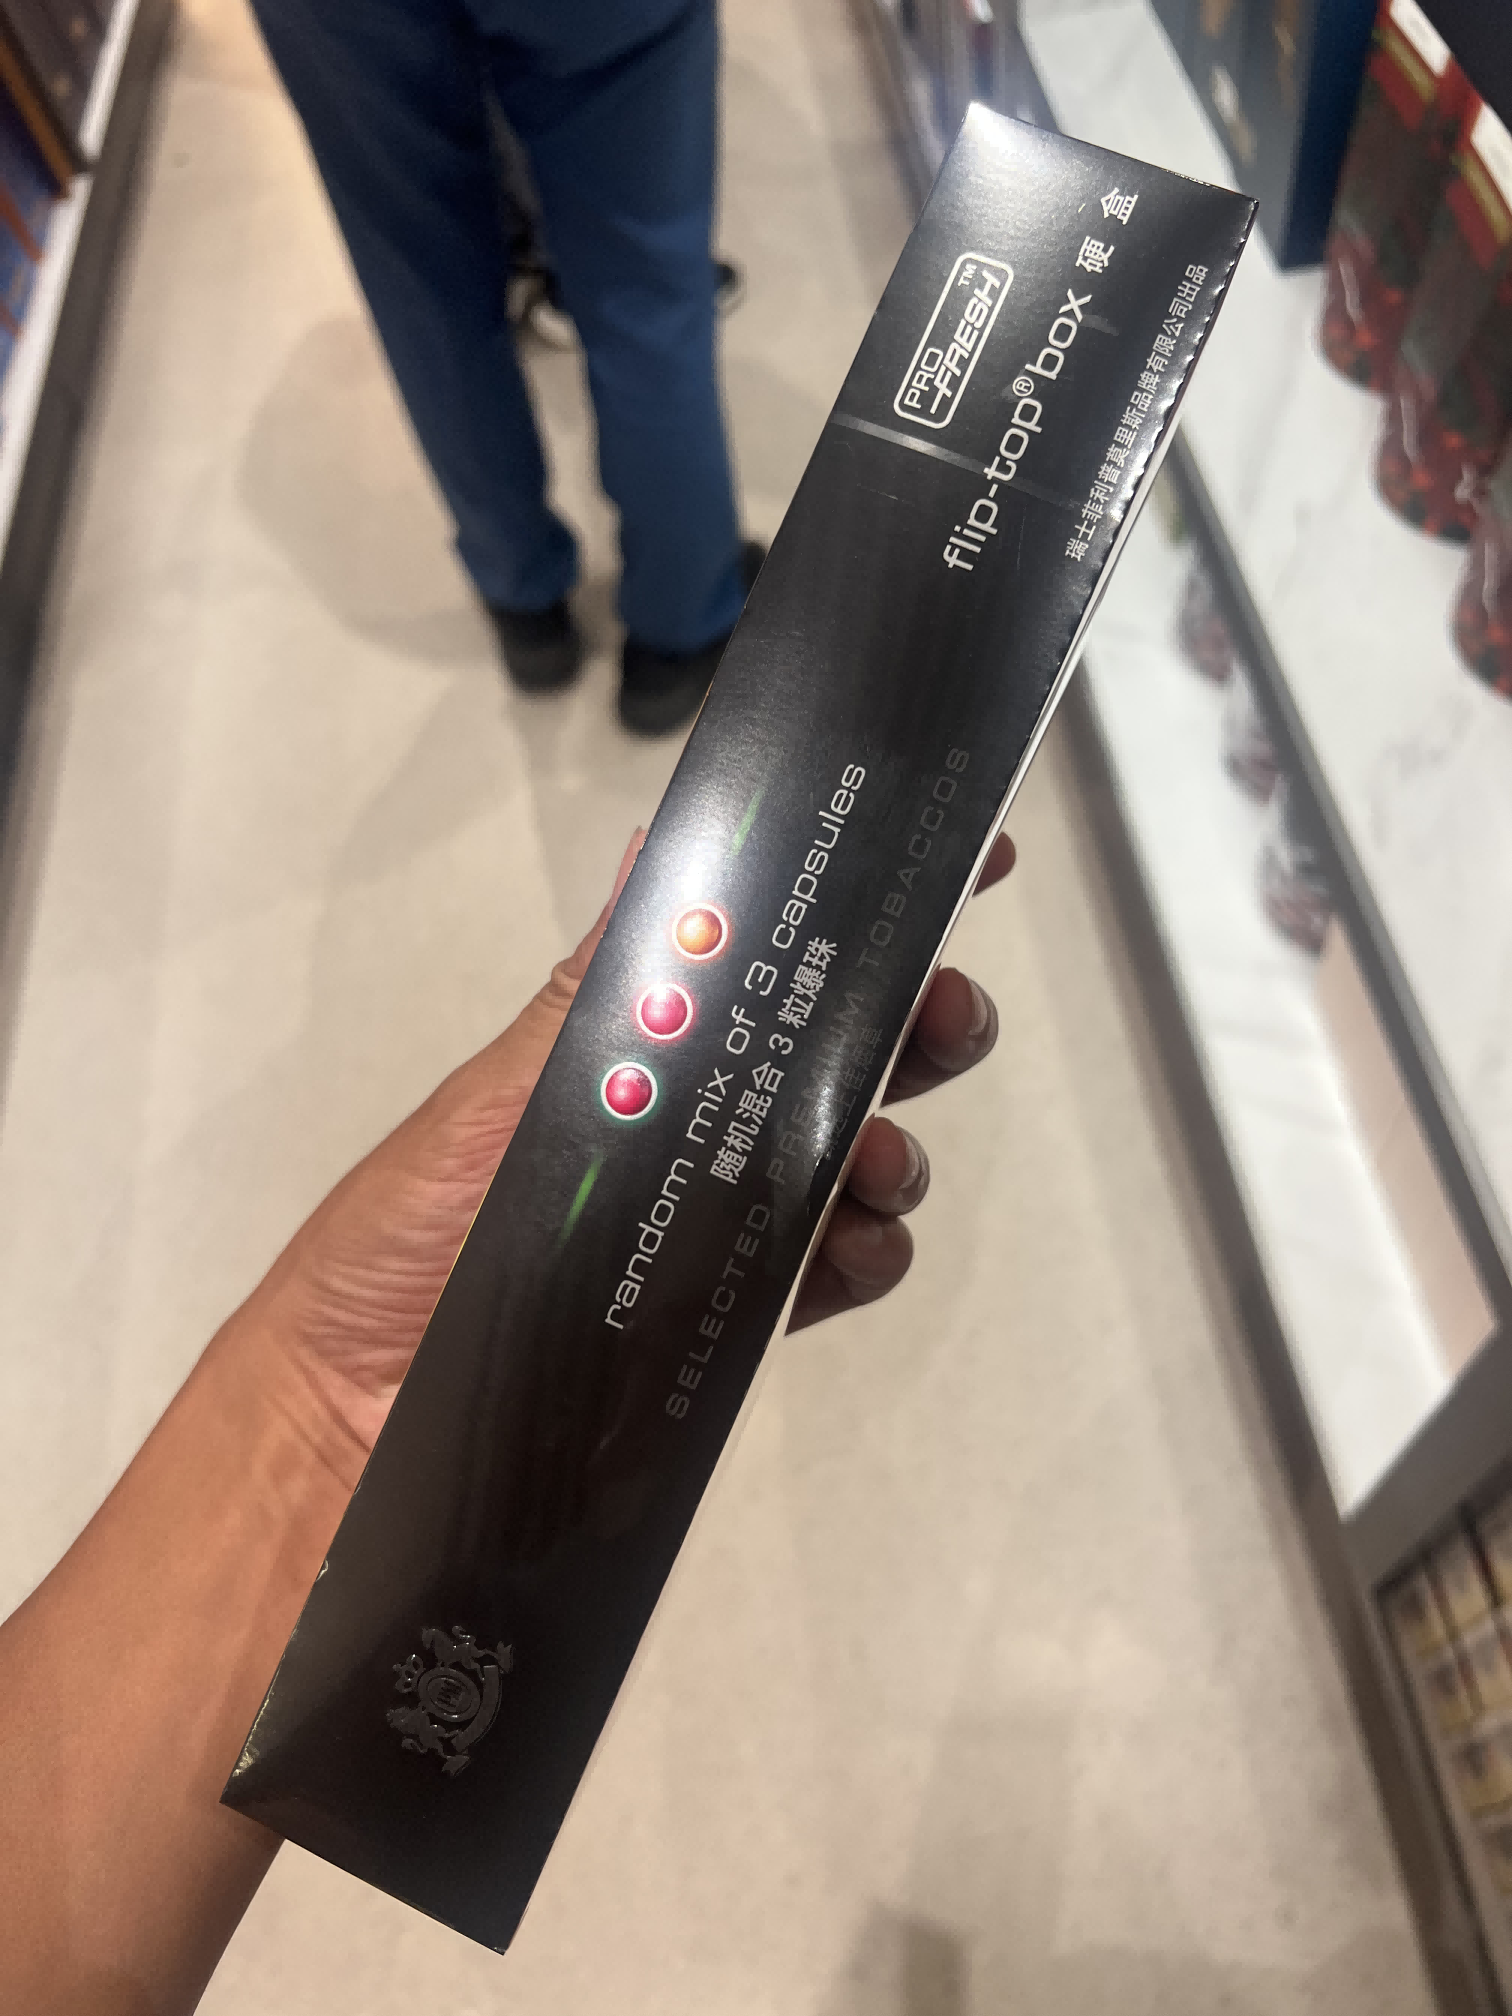 PRO
FRESH™
flip-top® box 硬盒
瑞士菲利普莫里斯品牌有限公司出品
random mix of 3 capsules
随机混合 3 粒爆珠
SELECTED PREMIUM TOBACCOS